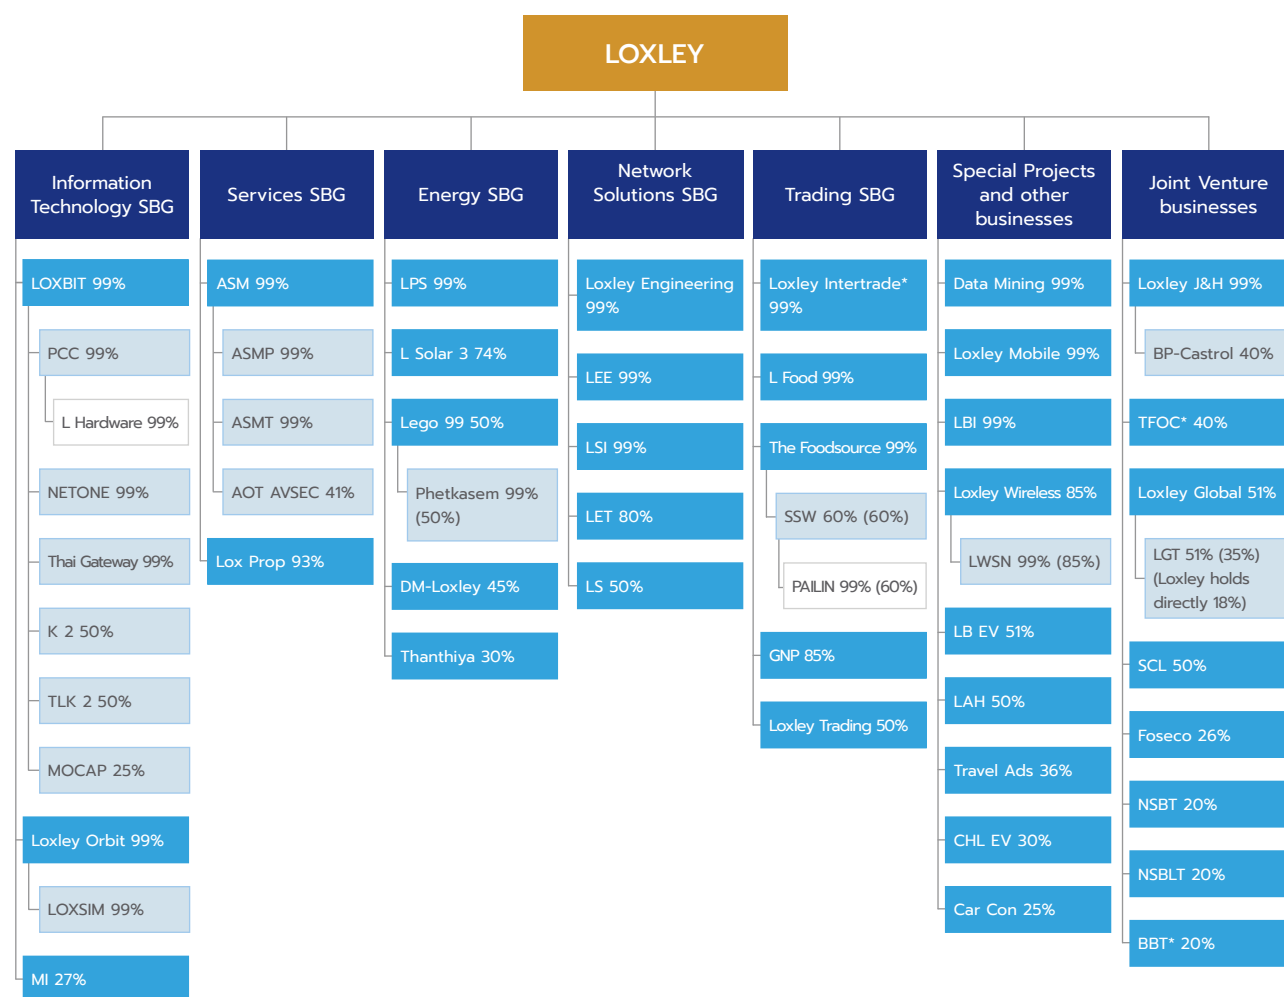 LOXLEY
Information
Technology SBG
LOXBIT 99%
PCC 99%
L Hardware 99%
NETONE 99%
Thai Gateway 99%
K 2 50%
TLK 2 50%
MOCAP 25%
Loxley Orbit 99%
LOXSIM 99%
MI 27%
Services SBG
ASM 99%
ASMP 99%
ASMT 99%
AOT AVSEC 41%
Lox Prop 93%
Energy SBG
LPS 99%
L Solar 3 74%
Lego 99 50%
Phetkasem 99%
(50%)
DM-Loxley 45%
Thanthiya 30%
Network
Solutions SBG
Loxley Engineering
99%
LEE 99%
LSI 99%
LET 80%
LS 50%
Trading SBG
Loxley Intertrade*
99%
L Food 99%
The Foodsource 99%
SSW 60% (60%)
PAILIN 99% (60%)
GNP 85%
Loxley Trading 50%
Special Projects
and other
businesses
Data Mining 99%
Loxley Mobile 99%
LBI 99%
Loxley Wireless 85%
LWSN 99% (85%)
LB EV 51%
LAH 50%
Travel Ads 36%
CHL EV 30%
Car Con 25%
Joint Venture
businesses
Loxley J&H 99%
BP-Castrol 40%
TFOC* 40%
Loxley Global 51%
LGT 51% (35%)
(Loxley holds
directly 18%)
SCL 50%
Foseco 26%
NSBT 20%
NSBLT 20%
BBT* 20%